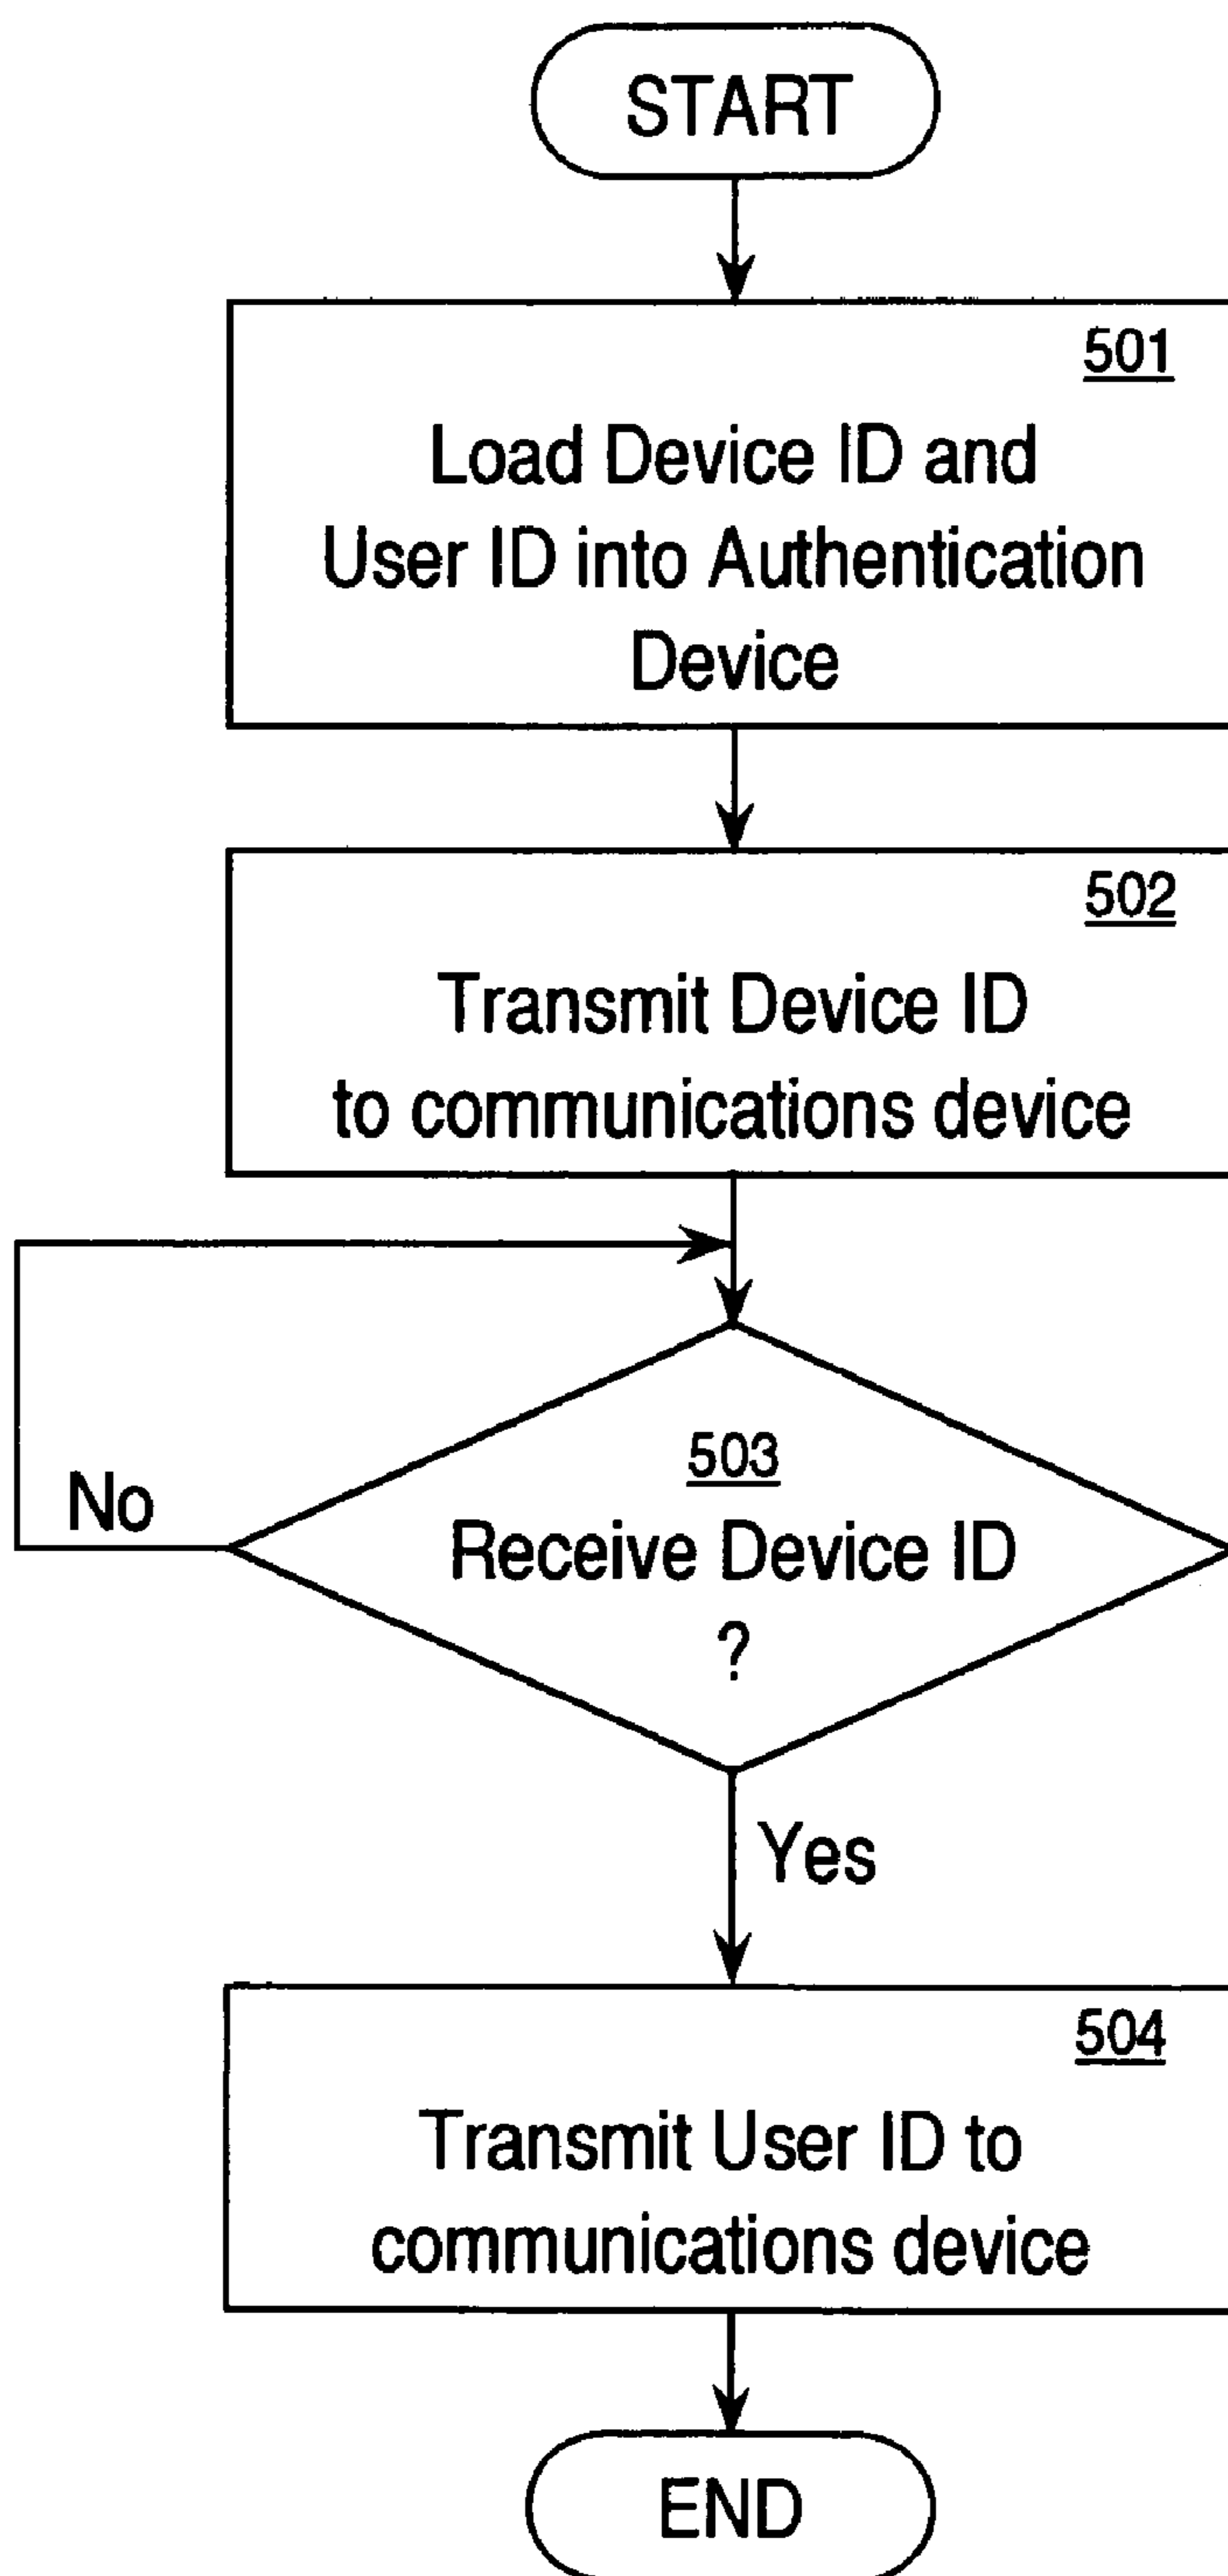 START
501
Load Device ID and
User ID into Authentication
Device
502
Transmit Device ID
to communications device
503
Receive Device ID
?
No
Yes
504
Transmit User ID to
communications device
END